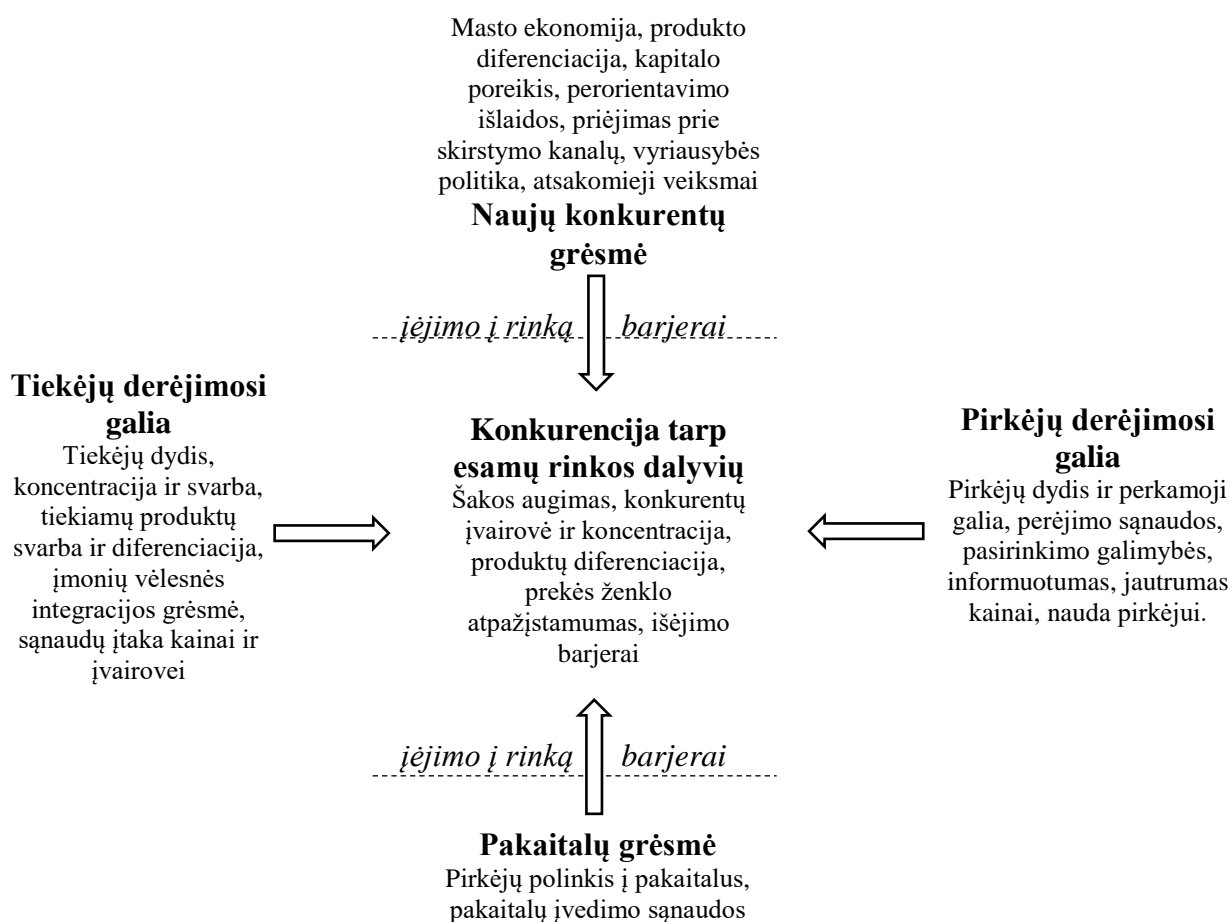 Masto ekonomija, produkto
diferenciacija, kapitalo
poreikis, perorientavimo
išlaidos, priėjimas prie
skirstymo kanalų, vyriausybės
politika, atsakomieji veiksmai
Naujų konkurentų
grėsmė
įėjimo į rinką barjerai
Tiekėjų derėjimosi
galia
Tiekėjų dydis,
koncentracija ir svarba,
tiekiamų produktų
svarba ir diferenciacija,
įmonių vėlesnės
integracijos grėsmė,
sąnaudų įtaka kainai ir
įvairovei
Konkurencija tarp
esamų rinkos dalyvių
Šakos augimas, konkurentų
įvairovė ir koncentracija,
produktų diferenciacija,
prekės ženklo
atpažįstamumas, išėjimo
barjerai
Pirkėjų derėjimosi
galia
Pirkėjų dydis ir perkamoji
galia, perėjimo sąnaudos,
pasirinkimo galimybės,
informuotumas, jautrumas
kainai, nauda pirkėjui.
įėjimo į rinką barjerai
Pakaitalų grėsmė
Pirkėjų polinkis į pakaitalus,
pakaitalų įvedimo sąnaudos